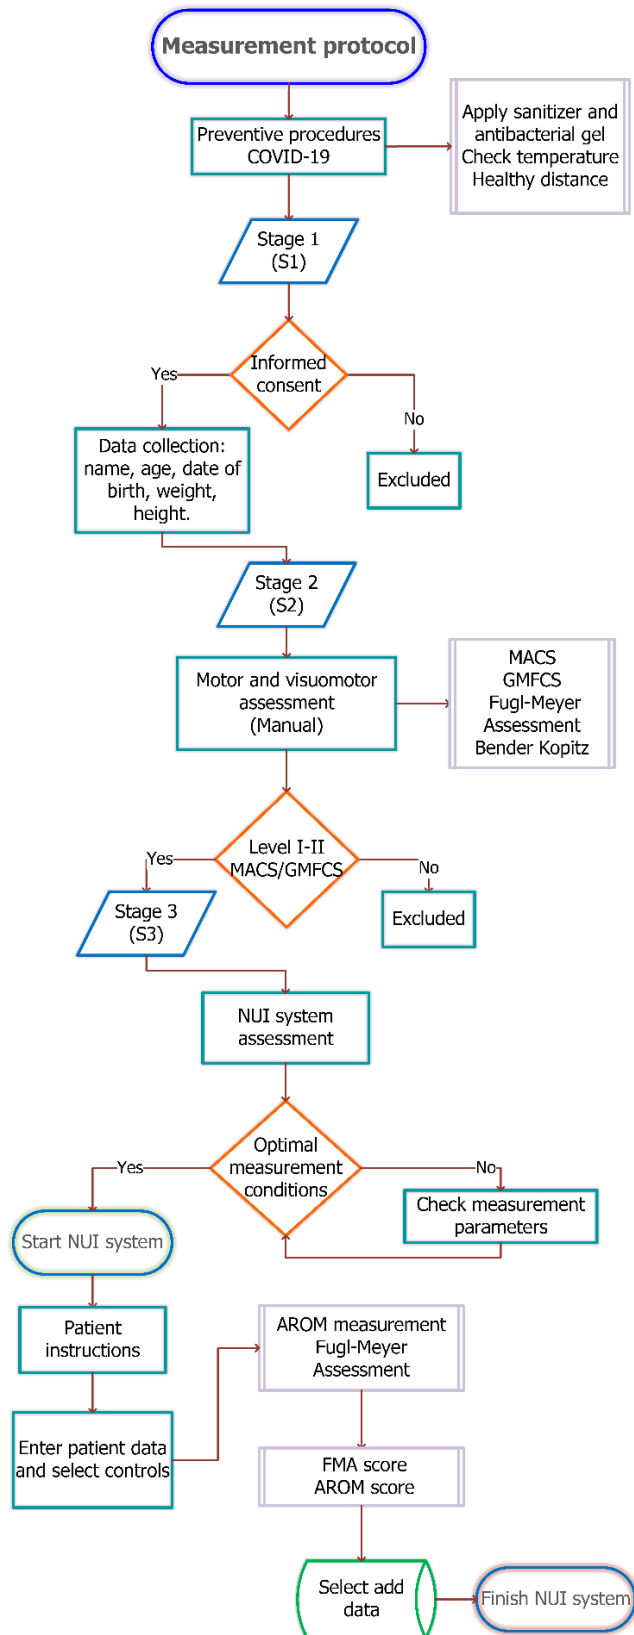 Measurement protocol
Preventive procedures
COVID-19
Apply sanitizer and
antibacterial gel
Check temperature
Healthy distance
Stage 1
(S1)
Informed
consent
Yes
No
Data collection:
name, age, date of
birth, weight,
height.
Excluded
Stage 2
(S2)
Motor and visuomotor
assessment
(Manual)
MACS
GMFCS
Fugl-Meyer
Assessment
Bender Kopitz
Level I-II
MACS/GMFCS
Yes
No
Stage 3
(S3)
Excluded
NUI system
assessment
Optimal
measurement
conditions
Yes
No
Check measurement
parameters
Start NUI system
Patient
instructions
Enter patient data
and select controls
AROM measurement
Fugl-Meyer
Assessment
FMA score
AROM score
Select add
data
Finish NUI system